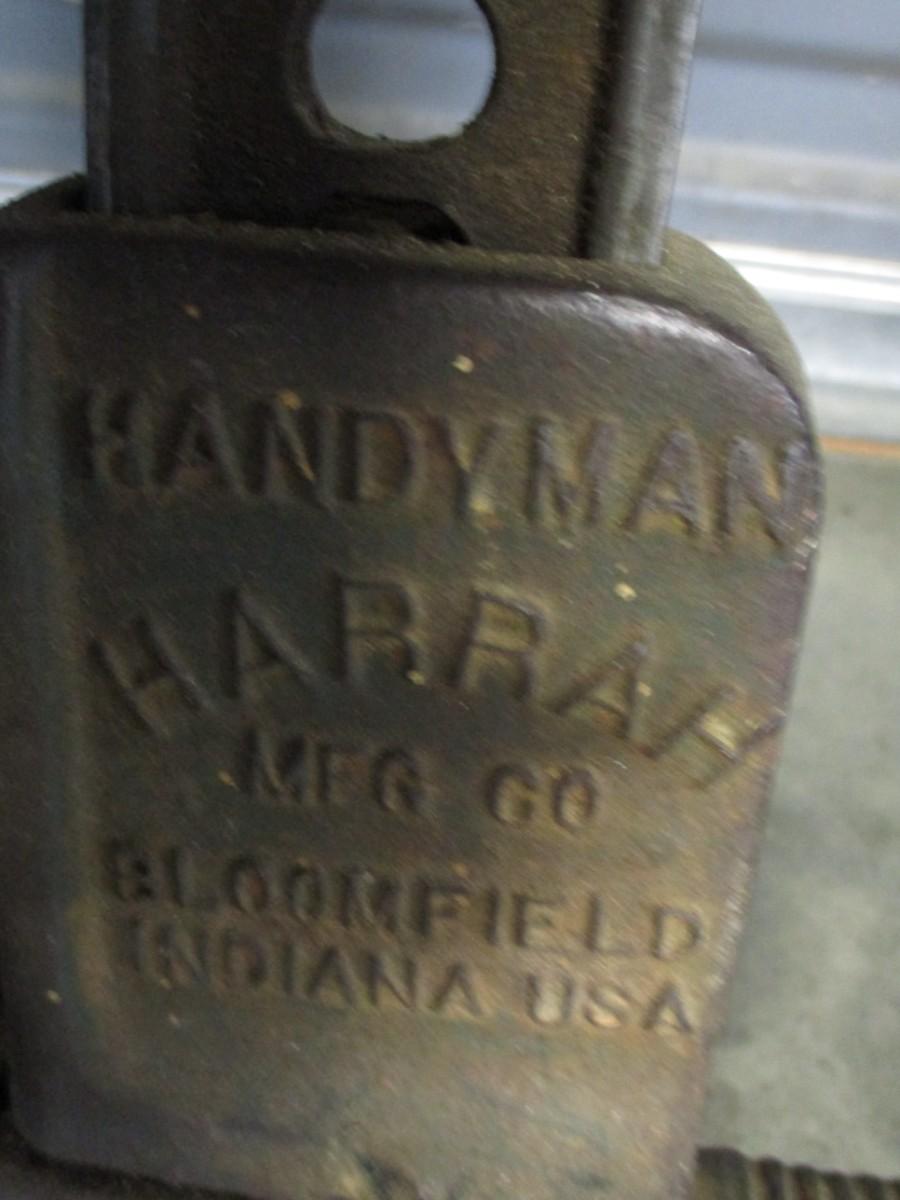 HANDYMAN
HARRAH
MFG CO
BLOOMFIELD
INDIANA USA